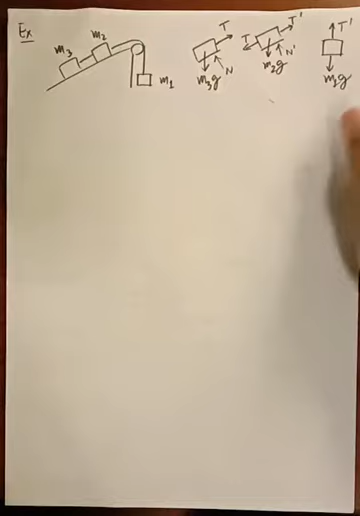 Ex
m₃ m₂ m₁
T m₃g N
T T' N' m₂g
T' m₁g